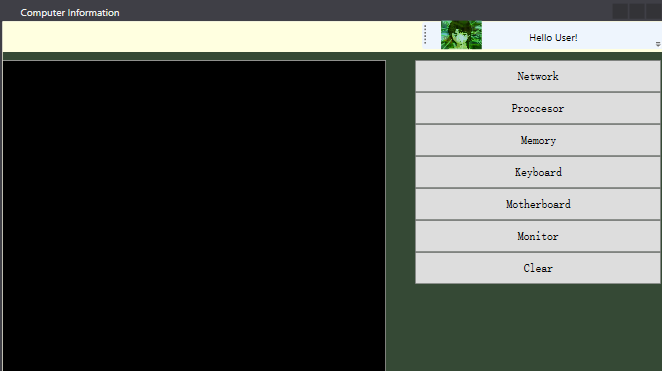 Computer Information
Hello User!
Network
Proccesor
Memory
Keyboard
Motherboard
Monitor
Clear